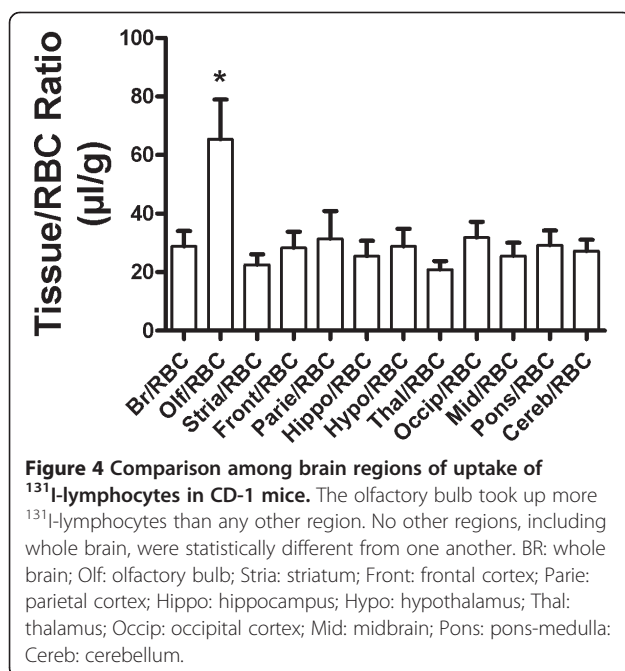 Tissue/RBC Ratio
(µl/g)
100
80
60
40
20
0
*
Br/RBC
Olf/RBC
Stria/RBC
Front/RBC
Parie/RBC
Hippo/RBC
Hypo/RBC
Thal/RBC
Occip/RBC
Mid/RBC
Pons/RBC
Cereb/RBC
Figure 4 Comparison among brain regions of uptake of
¹³¹I-lymphocytes in CD-1 mice. The olfactory bulb took up more
¹³¹I-lymphocytes than any other region. No other regions, including
whole brain, were statistically different from one another. BR: whole
brain; Olf: olfactory bulb; Stria: striatum; Front: frontal cortex; Parie:
parietal cortex; Hippo: hippocampus; Hypo: hypothalamus; Thal:
thalamus; Occip: occipital cortex; Mid: midbrain; Pons: pons-medulla:
Cereb: cerebellum.